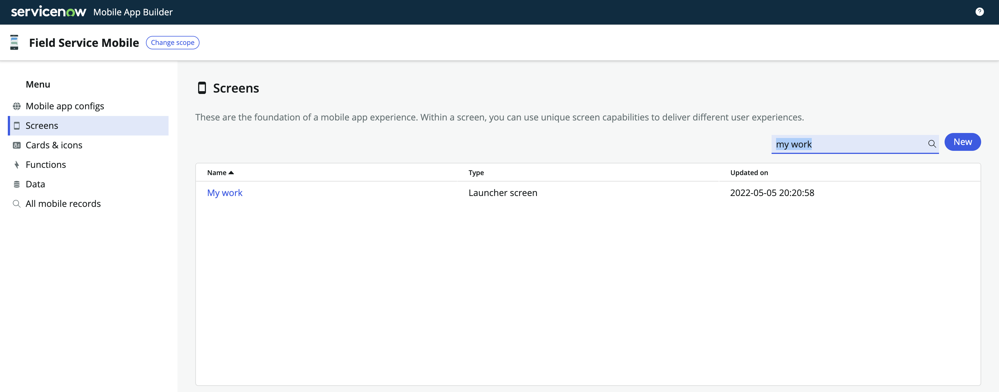 servicenow Mobile App Builder
?
Field Service Mobile Change scope
Menu
Mobile app configs
Screens
Cards & icons
Functions
Data
All mobile records
Screens
These are the foundation of a mobile app experience. Within a screen, you can use unique screen capabilities to deliver different user experiences.
my work New
Name Type Updated on
My work Launcher screen 2022-05-05 20:20:58